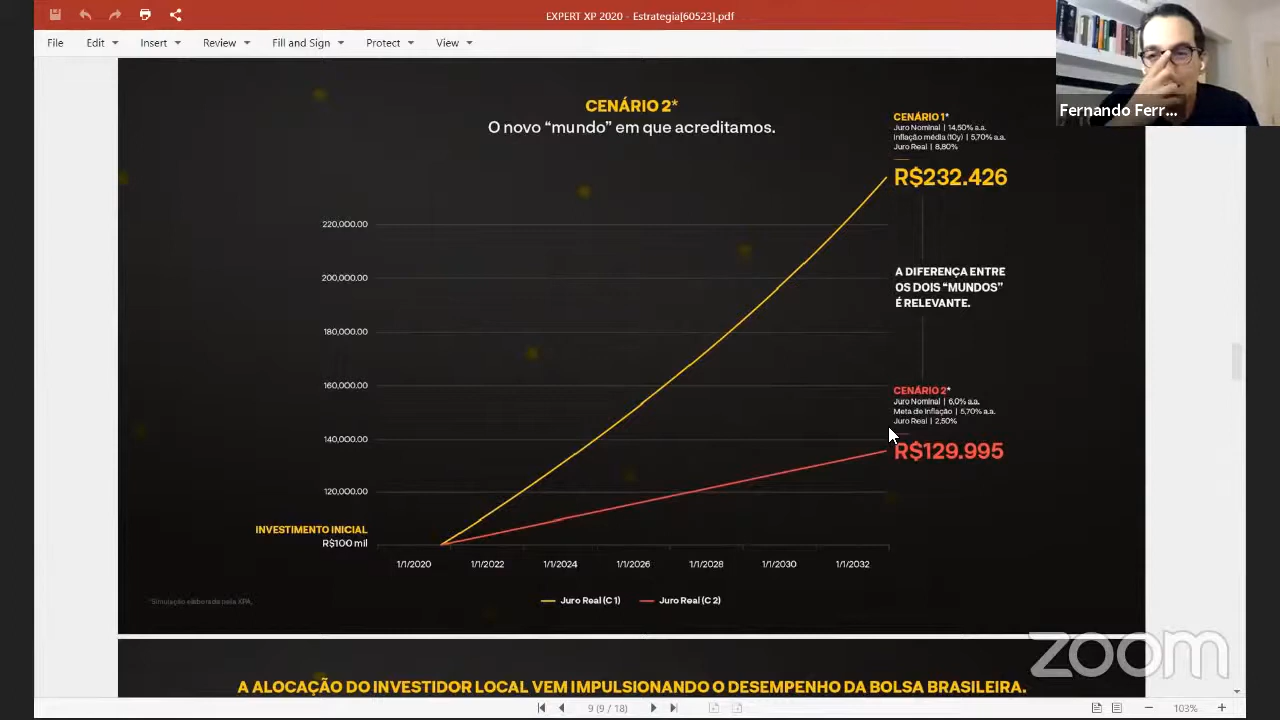 EXPERT XP 2020 - Estrategia[60523].pdf
File Edit Insert Review Fill and Sign Protect View
Fernando Ferr...
CENÁRIO 2*
O novo “mundo” em que acreditamos.
CENÁRIO 1*
Juro Nominal | 14,50% a.a.
Inflação média (10y) | 5,70% a.a.
Juro Real | 8,80%
R$232.426
220,000.00
200,000.00
180,000.00
160,000.00
140,000.00
120,000.00
A DIFERENÇA ENTRE
OS DOIS “MUNDOS”
É RELEVANTE.
CENÁRIO 2*
Juro Nominal | 6,0% a.a.
Meta de Inflação | 5,70% a.a.
Juro Real | 2,50%
R$129.995
INVESTIMENTO INICIAL
R$100 mil
1/1/2020 1/1/2022 1/1/2024 1/1/2026 1/1/2028 1/1/2030 1/1/2032
Juro Real (C 1) Juro Real (C 2)
*Simulação elaborada pela KPA.
zoom
A ALOCAÇÃO DO INVESTIDOR LOCAL VEM IMPULSIONANDO O DESEMPENHO DA BOLSA BRASILEIRA.
9 (9 / 18)
103%